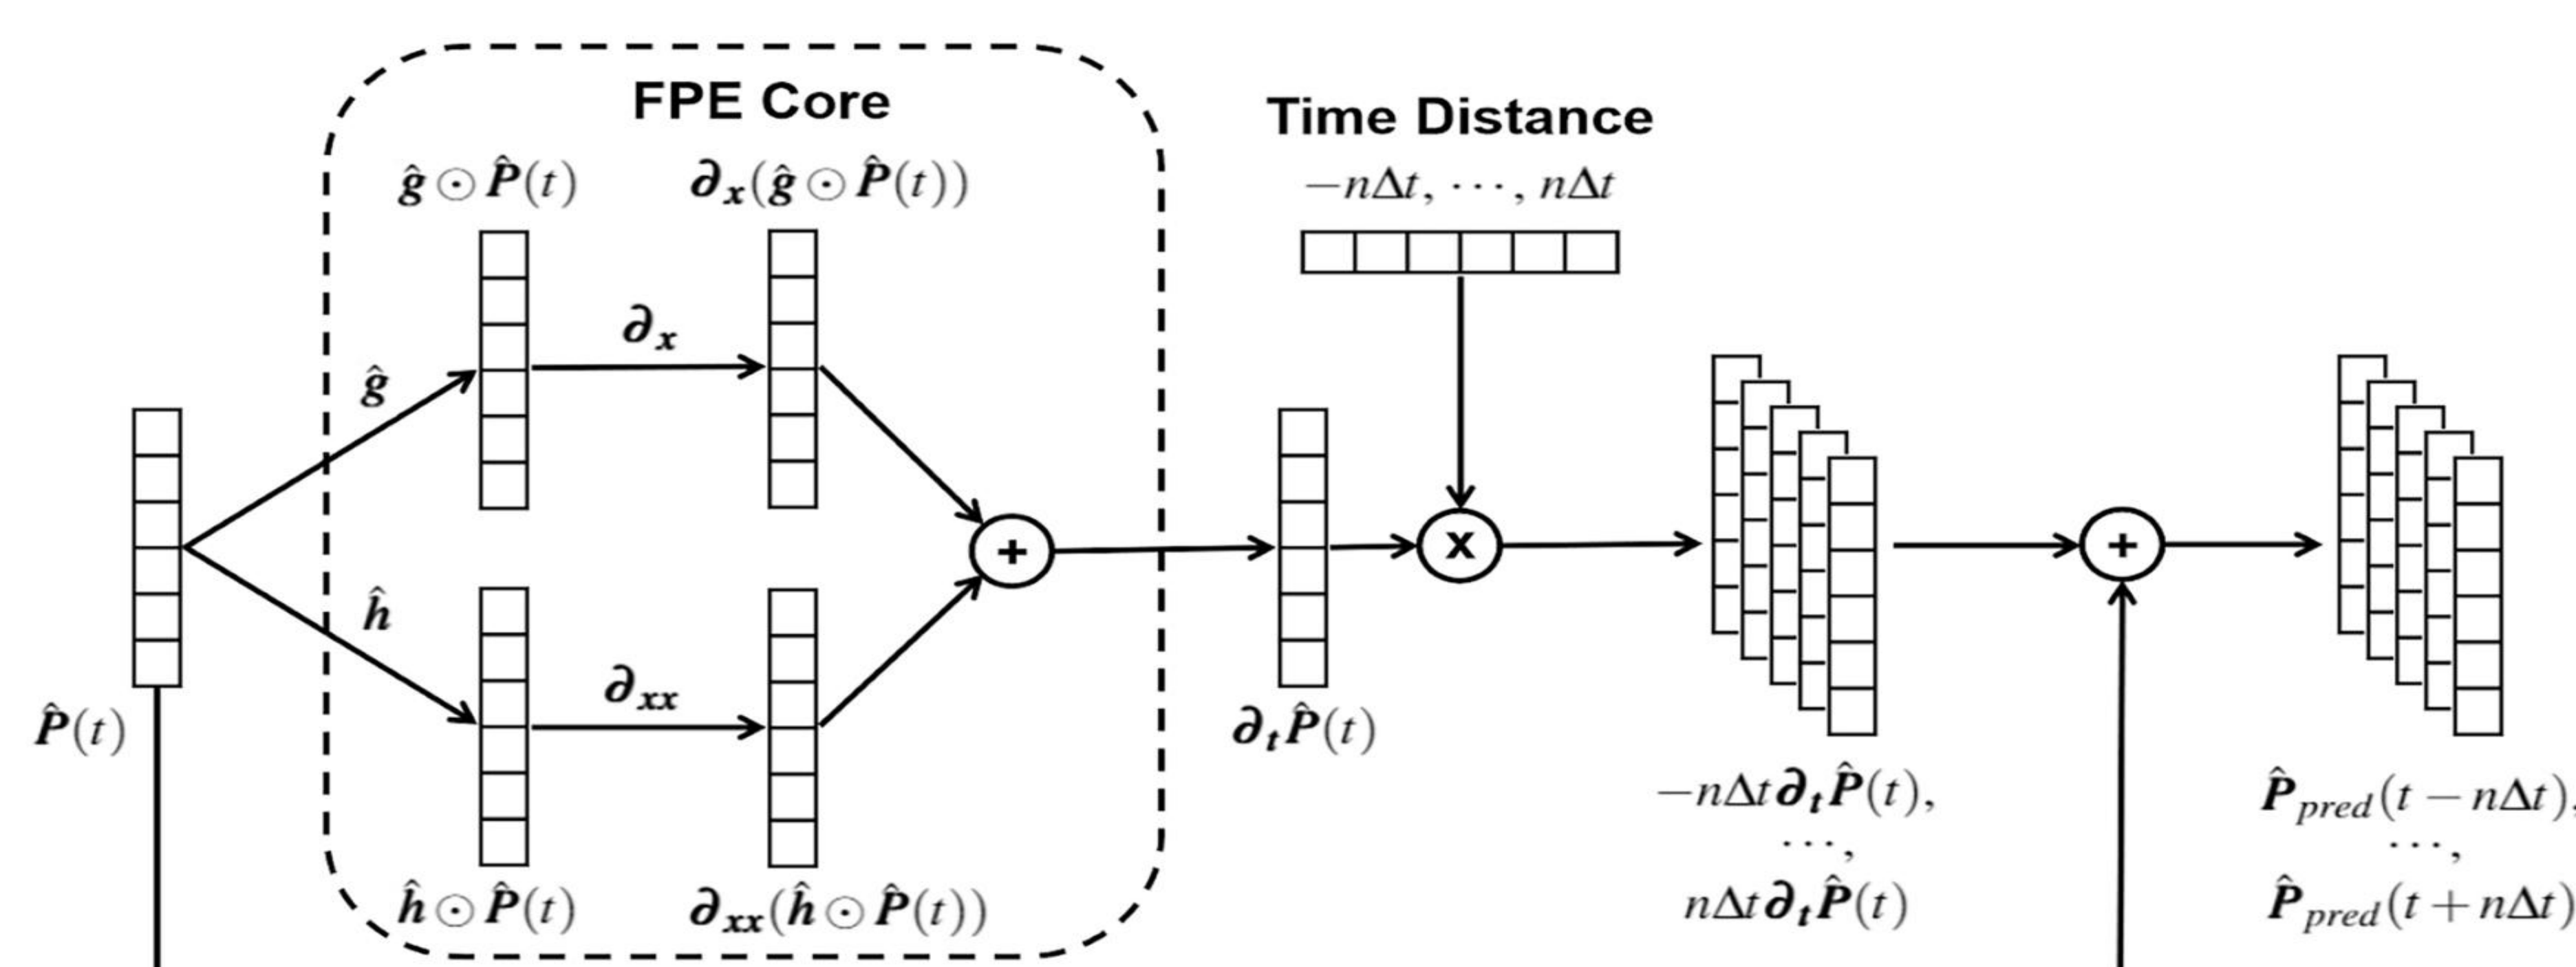 FPE Core
Time Distance
ĝ ⊙ P̂(t)
∂x(ĝ ⊙ P̂(t))
−nΔt, ⋯, nΔt
∂x
ĝ
+
x
+
ĥ
∂xx
P̂(t)
∂tP̂(t)
−nΔt∂tP̂(t),
⋯,
nΔt∂tP̂(t)
P̂pred(t − nΔt),
⋯,
P̂pred(t + nΔt)
ĥ ⊙ P̂(t)
∂xx(ĥ ⊙ P̂(t))